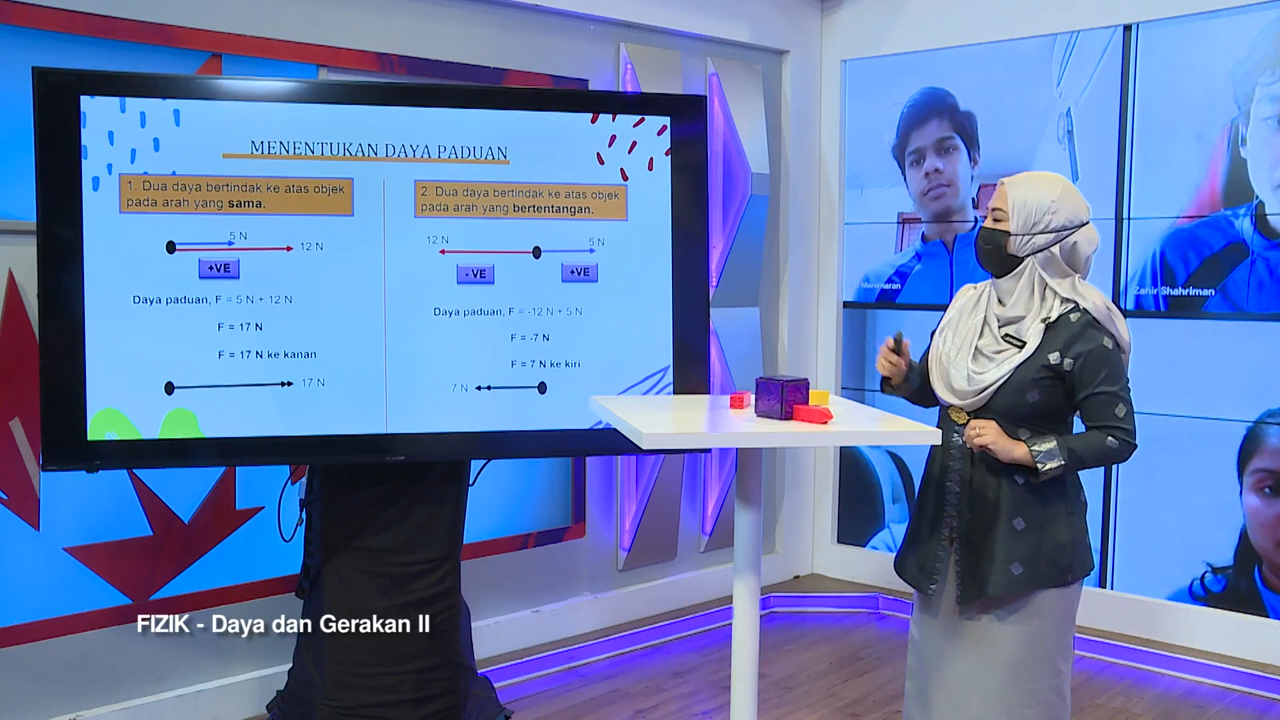 MENENTUKAN DAYA PADUAN
1. Dua daya bertindak ke atas objek
pada arah yang sama.
5 N
12 N
+VE
Daya paduan, F = 5 N + 12 N
F = 17 N
F = 17 N ke kanan
17 N
2. Dua daya bertindak ke atas objek
pada arah yang bertentangan.
12 N
5 N
- VE
+VE
Daya paduan, F = -12 N + 5 N
F = -7 N
F = 7 N ke kiri
7 N
Zahir Shahriman
FIZIK - Daya dan Gerakan II